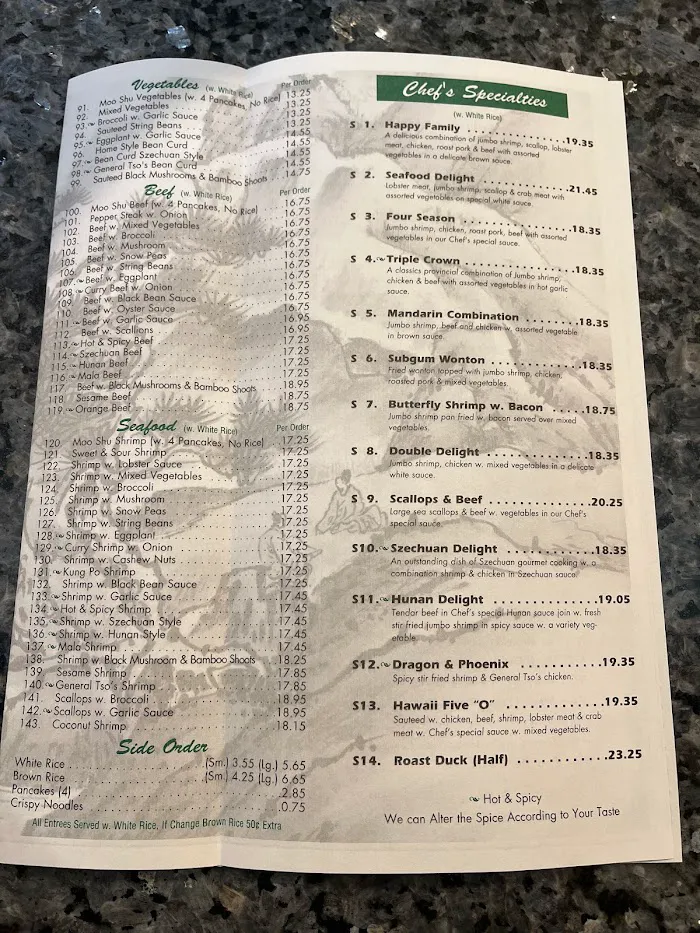 Vegetables (w. White Rice) Per Order
91. Moo Shu Vegetables (w. 4 Pancakes, No Rice) 13.25
92. Mixed Vegetables 13.25
93. Broccoli w. Garlic Sauce 13.25
94. Sauteed String Beans 13.25
95. Eggplant w. Garlic Sauce 14.55
96. Home Style Bean Curd 14.55
97. Bean Curd Szechuan Style 14.55
98. General Tso's Bean Curd 14.55
99. Sauteed Black Mushrooms & Bamboo Shoots 14.75
Beef (w. White Rice) Per Order
100. Moo Shu Beef (w. 4 Pancakes, No Rice) 16.75
101. Pepper Steak w. Onion 16.75
102. Beef w. Mixed Vegetables 16.75
103. Beef w. Broccoli 16.75
104. Beef w. Mushroom 16.75
105. Beef w. Snow Peas 16.75
106. Beef w. String Beans 16.75
107. Beef w. Eggplant 16.75
108. Curry Beef w. Onion 16.75
109. Beef w. Black Bean Sauce 16.75
110. Beef w. Oyster Sauce 16.75
111. Beef w. Garlic Sauce 16.95
112. Beef w. Scallions 16.95
113. Hot & Spicy Beef 17.25
114. Szechuan Beef 17.25
115. Hunan Beef 17.25
116. Mala Beef 17.25
117. Beef w. Black Mushrooms & Bamboo Shoots 18.95
118 Sesame Beef 18.75
119. Orange Beef 18.75
Seafood (w. White Rice) Per Order
120. Moo Shu Shrimp (w. 4 Pancakes, No Rice) 17.25
121. Sweet & Sour Shrimp 17.25
122. Shrimp w. Lobster Sauce 17.25
123. Shrimp w. Mixed Vegetables 17.25
124. Shrimp w. Broccoli 17.25
125. Shrimp w. Mushroom 17.25
126. Shrimp w. Snow Peas 17.25
127. Shrimp w. String Beans 17.25
128. Shrimp w. Eggplant 17.25
129. Curry Shrimp w. Onion 17.25
130. Shrimp w. Cashew Nuts 17.25
131. Kung Po Shrimp 17.25
132. Shrimp w. Black Bean Sauce 17.25
133. Shrimp w. Garlic Sauce 17.45
134. Hot & Spicy Shrimp 17.45
135. Shrimp w. Szechuan Style 17.45
136. Shrimp w. Hunan Style 17.45
137. Mala Shrimp 17.45
138. Shrimp w. Black Mushroom & Bamboo Shoots 18.25
139. Sesame Shrimp 17.85
140. General Tso's Shrimp 17.85
141. Scallops w. Broccoli 18.95
142. Scallops w. Garlic Sauce 18.95
143. Coconut Shrimp 18.15
Side Order
White Rice (Sm.) 3.55 (Lg.) 5.65
Brown Rice (Sm.) 4.25 (Lg.) 6.65
Pancakes (4) 2.85
Crispy Noodles 0.75
All Entrees Served w. White Rice, If Change Brown Rice 50¢ Extra
Chef's Specialties
(w. White Rice)
S 1. Happy Family 19.35
A delicious combination of jumbo shrimp, scallop, lobster
meat, chicken, roast pork & beef with assorted
vegetables in a delicate brown sauce.
S 2. Seafood Delight 21.45
Lobster meat, jumbo shrimp, scallop & crab meat with
assorted vegetables on special white sauce.
S 3. Four Season 18.35
Jumbo shrimp, chicken, roast pork, beef with assorted
vegetables in our Chef's special sauce.
S 4. Triple Crown 18.35
A classics provincial combination of Jumbo shrimp,
chicken & beef with assorted vegetables in hot garlic
sauce.
S 5. Mandarin Combination 18.35
Jumbo shrimp, beef and chicken w. assorted vegetable
in brown sauce.
S 6. Subgum Wonton 18.35
Fried wonton topped with jumbo shrimp, chicken,
roasted pork & mixed vegetables.
S 7. Butterfly Shrimp w. Bacon 18.75
Jumbo shrimp pan fried w. bacon served over mixed
vegetables.
S 8. Double Delight 18.35
Jumbo shrimp, chicken w. mixed vegetables in a delicate
white sauce.
S 9. Scallops & Beef 20.25
Large sea scallops & beef w. vegetables in our Chef's
special sauce.
S10. Szechuan Delight 18.35
An outstanding dish of Szechuan gourmet cooking w. a
combination shrimp & chicken in Szechuan sauce.
S11. Hunan Delight 19.05
Tendar beef in Chef's special Hunan sauce join w. fresh
stir fried jumbo shrimp in spicy sauce w. a variety veg-
etable.
S12. Dragon & Phoenix 19.35
Spicy stir fried shrimp & General Tso's chicken.
S13. Hawaii Five "O" 19.35
Sauteed w. chicken, beef, shrimp, lobster meat & crab
meat w. Chef's special sauce w. mixed vegetables.
S14. Roast Duck (Half) 23.25
Hot & Spicy
We can Alter the Spice According to Your Taste